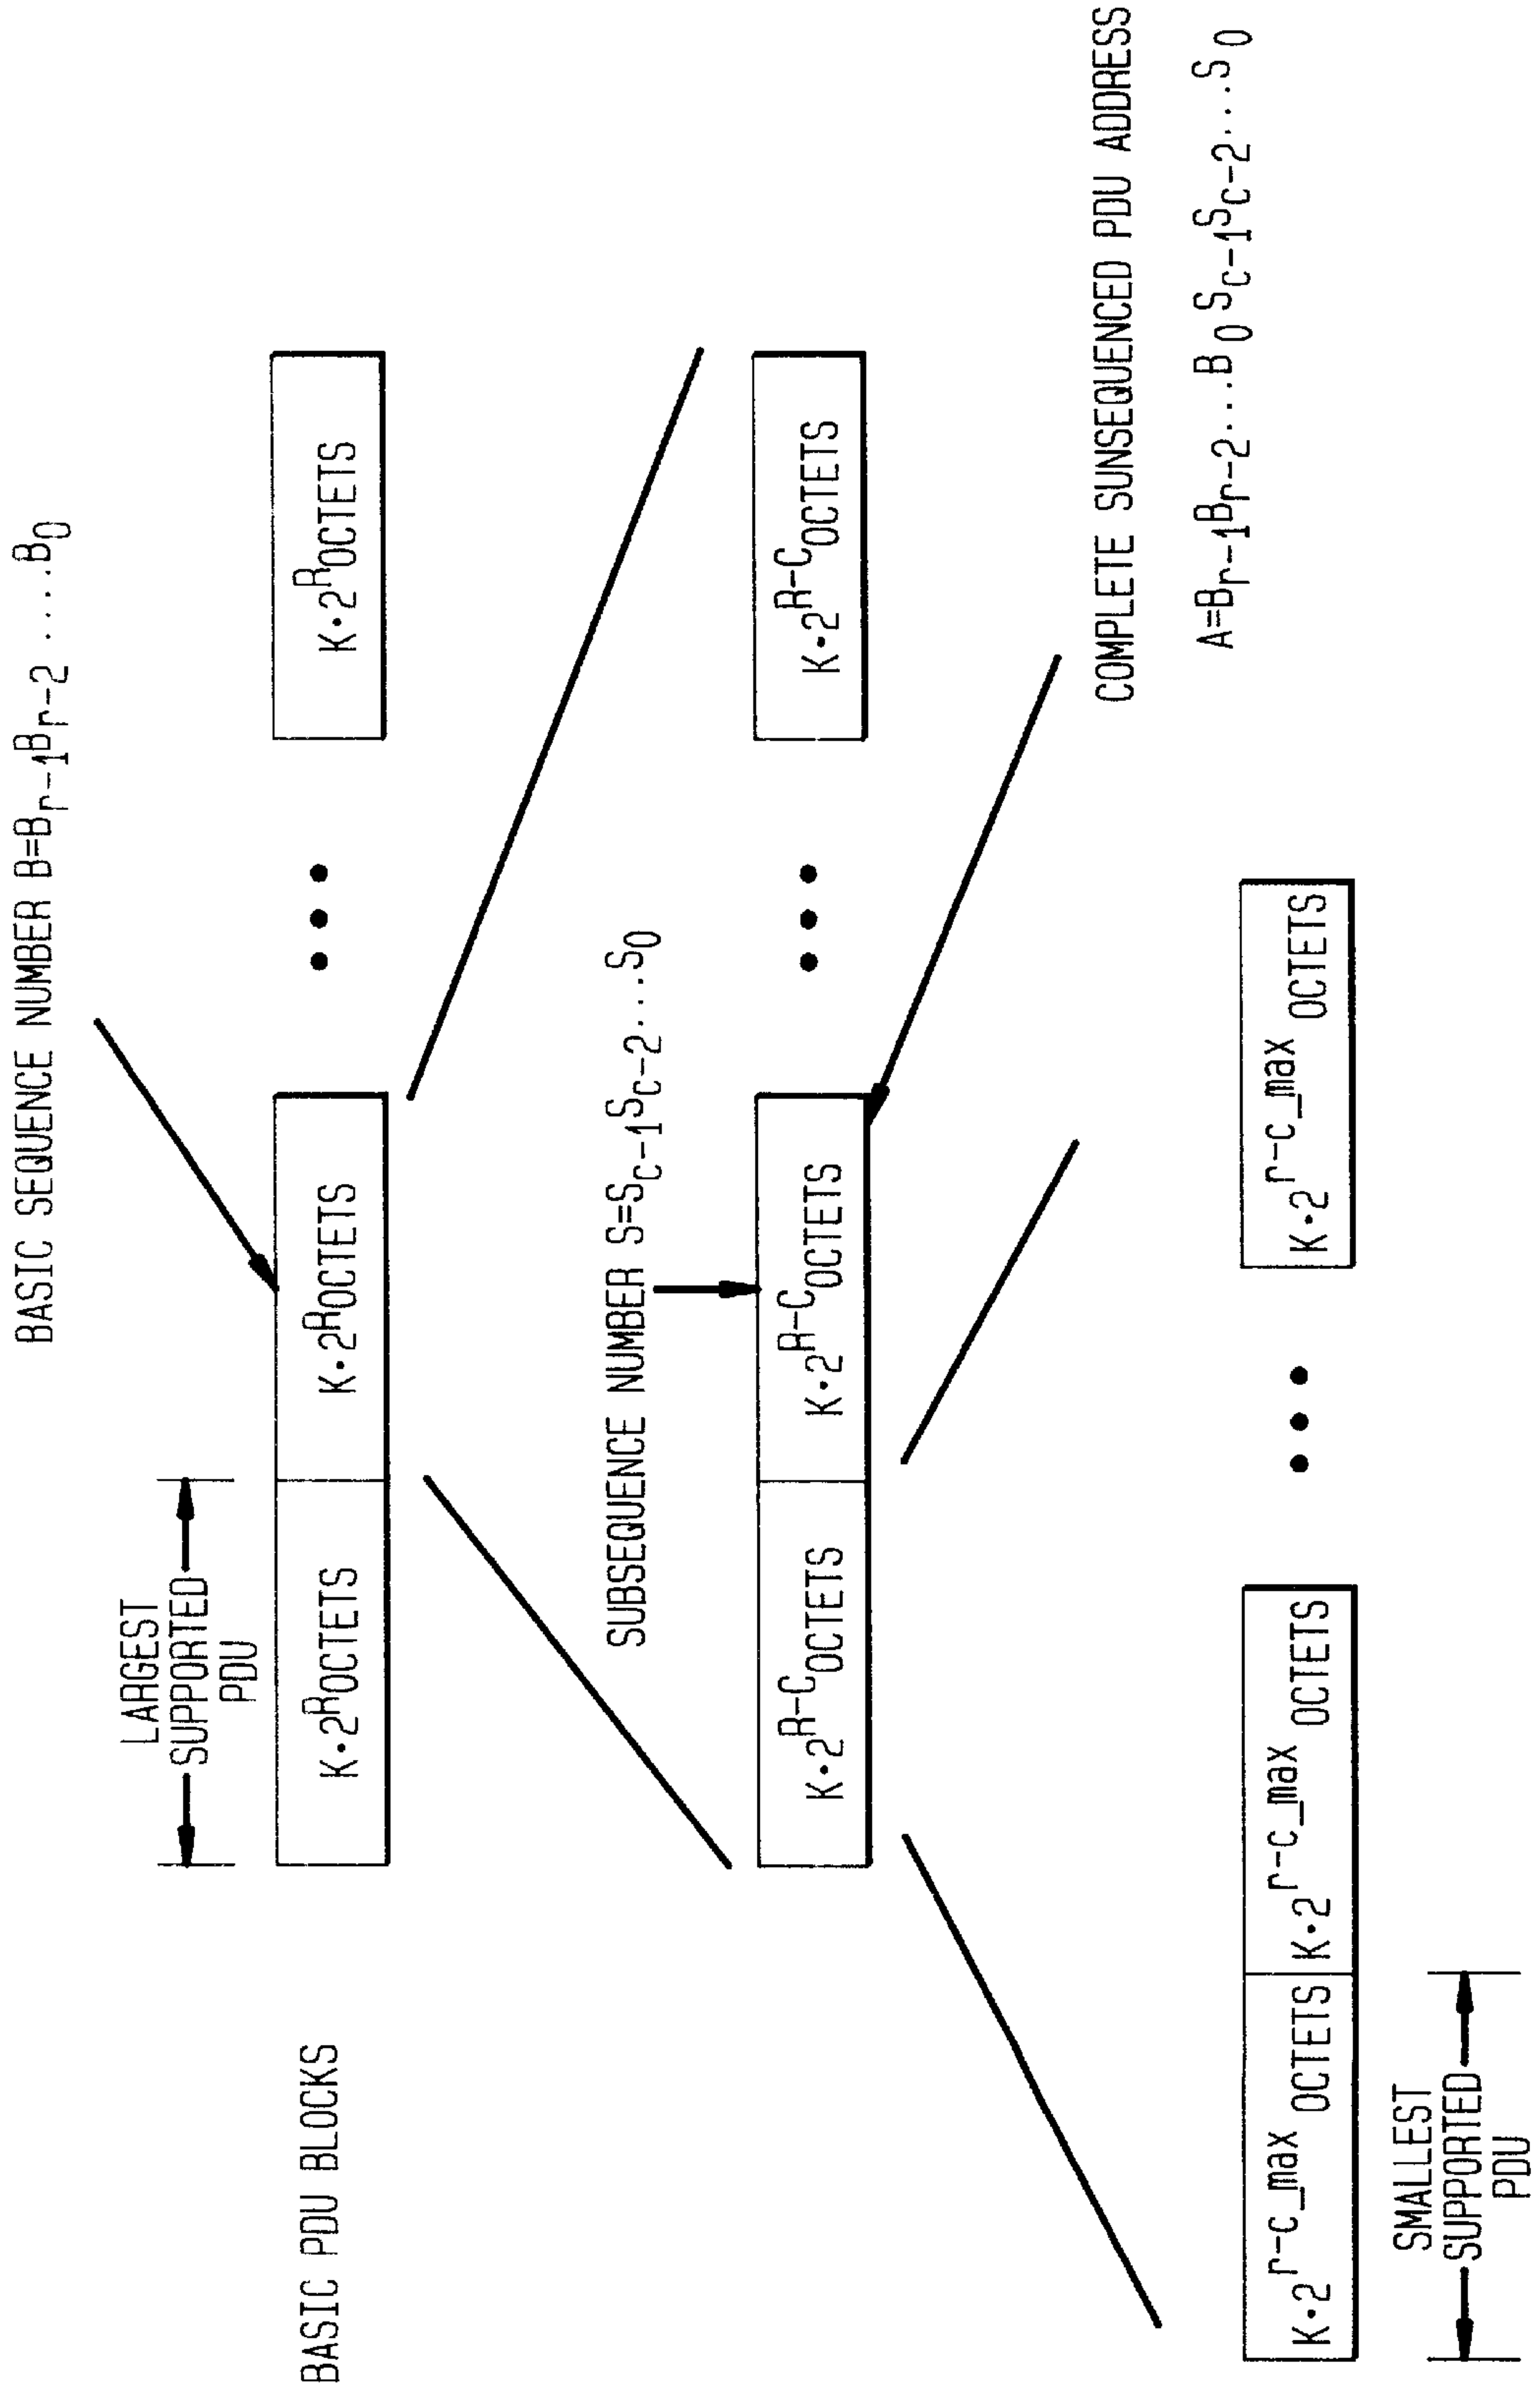 BASIC SEQUENCE NUMBER B=B_{r-1}B_{r-2} ....B_0
LARGEST
SUPPORTED
PDU
BASIC PDU BLOCKS
K•2^R OCTETS
K•2^R OCTETS
•••
K•2^R OCTETS
SUBSEQUENCE NUMBER S=S_{C-1}S_{C-2}...S_0
K•2^{R-C} OCTETS
K•2^{R-C} OCTETS
•••
K•2^{R-C} OCTETS
COMPLETE SUNSEQUENCED PDU ADDRESS
A=B_{r-1}B_{r-2}...B_0S_{C-1}S_{C-2}...S_0
K•2^{r-C_max} OCTETS
K•2^{r-C_max} OCTETS
•••
K•2^{r-C_max} OCTETS
SMALLEST
SUPPORTED
PDU